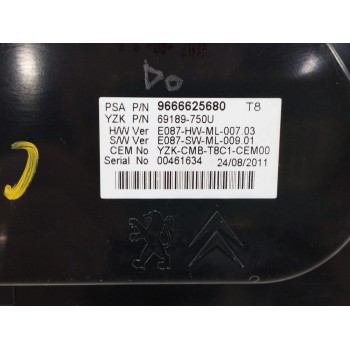 Do
PSA P/N 9666625680 T8
YZK P/N 69189-750U
H/W Ver E087-HW-ML-007.03
S/W Ver E087-SW-ML-009.01
CEM No YZK-CMB-T8C1-CEM00
Serial No 00461634 24/08/2011